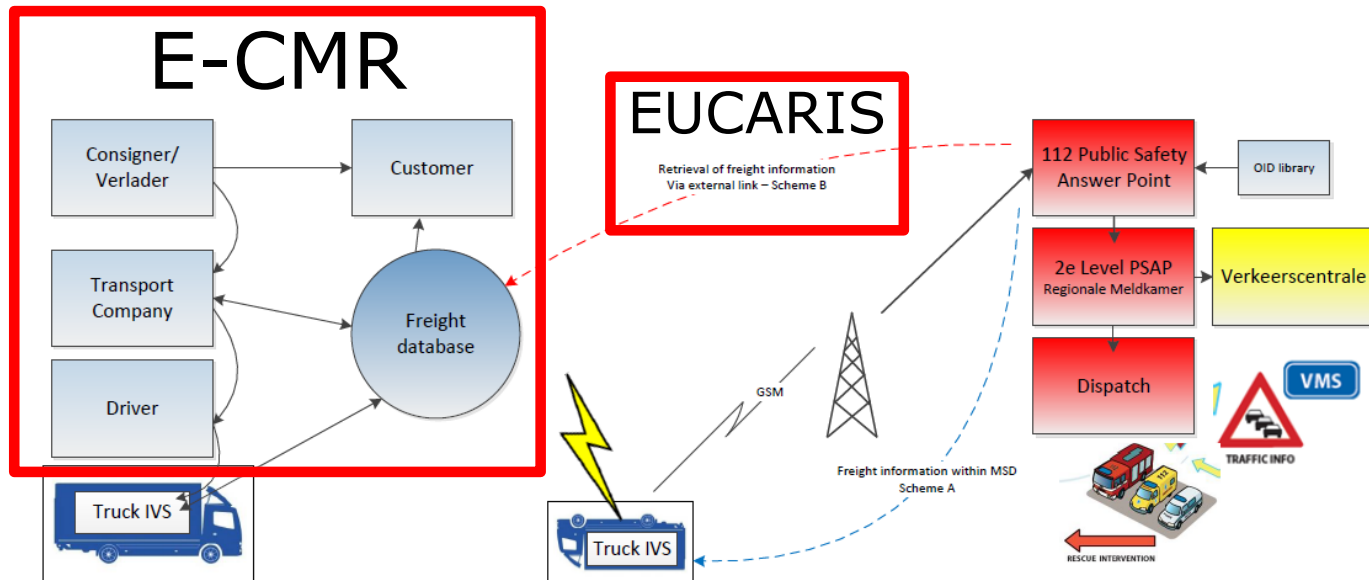 E-CMR
Consigner/
Verlader
Customer
Transport
Company
Freight
database
Driver
Truck IVS
EUCARIS
Retrieval of freight information
Via external link – Scheme B
GSM
Truck IVS
Freight information within MSD
Scheme A
112 Public Safety
Answer Point
OID library
2e Level PSAP
Regionale Meldkamer
Verkeerscentrale
Dispatch
VMS
TRAFFIC INFO
112
RESCUE INTERVENTION